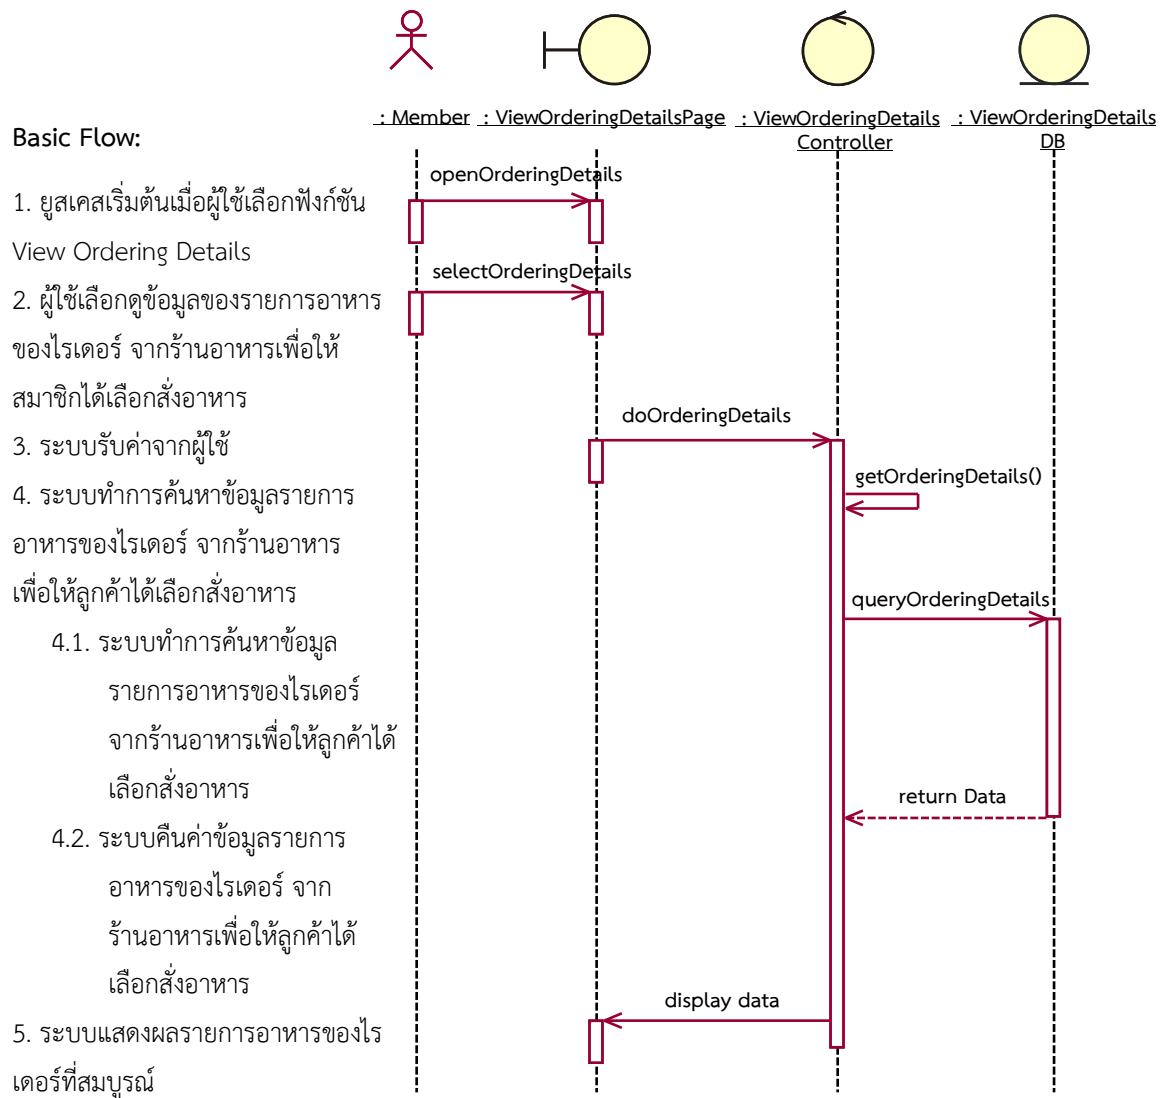 : Member : ViewOrderingDetailsPage : ViewOrderingDetails : ViewOrderingDetails
Controller DB
Basic Flow:
1. ยูสเคสเริ่มต้นเมื่อผู้ใช้เลือกฟังก์ชัน
View Ordering Details
2. ผู้ใช้เลือกดูข้อมูลของรายการอาหาร
ของไรเดอร์ จากร้านอาหารเพื่อให้
สมาชิกได้เลือกสั่งอาหาร
3. ระบบรับค่าจากผู้ใช้
4. ระบบทำการค้นหาข้อมูลรายการ
อาหารของไรเดอร์ จากร้านอาหาร
เพื่อให้ลูกค้าได้เลือกสั่งอาหาร
4.1. ระบบทำการค้นหาข้อมูล
รายการอาหารของไรเดอร์
จากร้านอาหารเพื่อให้ลูกค้าได้
เลือกสั่งอาหาร
4.2. ระบบคืนค่าข้อมูลรายการ
อาหารของไรเดอร์ จาก
ร้านอาหารเพื่อให้ลูกค้าได้
เลือกสั่งอาหาร
5. ระบบแสดงผลรายการอาหารของไร
เดอร์ที่สมบูรณ์
openOrderingDetails
selectOrderingDetails
doOrderingDetails
getOrderingDetails()
queryOrderingDetails
return Data
display data